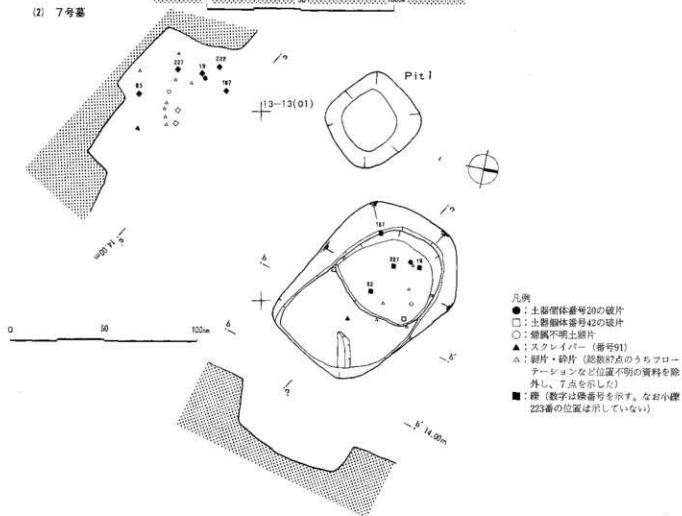 50
(2) 7号墓
227
19
232
83
187
13-13(01)
Pit 1
14.00m
187
227
19
83
b
b'
b' 14.00m
0 50 100cm
凡例
●：土器個体番号20の破片
□：土器個体番号42の破片
○：帰属不明土器片
▲：スクレイパー（番号91）
△：剝片・砕片（総数87点のうちフロー
テーションなど位置不明の資料を除
外し、7点を示した）
■：礫（数字は礫番号を示す。なお小礫
223番の位置は示していない）